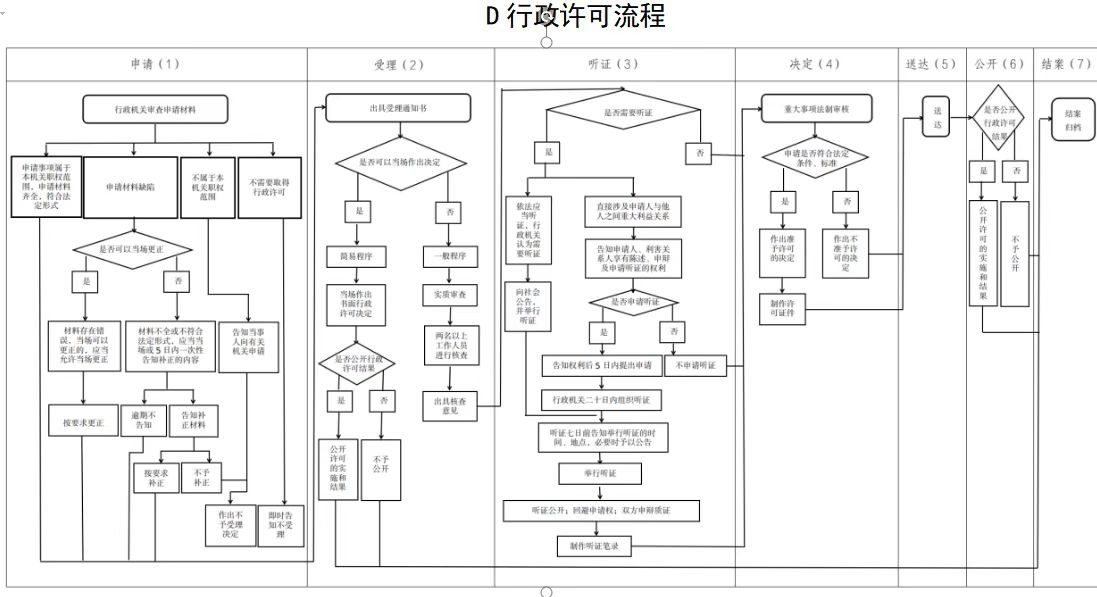 D 行政许可流程
申请（1）
受理（2）
听证（3）
决定（4）
送达（5）
公开（6）
结案（7）
行政机关审查申请材料
申请事项属于
本机关职权范
围，申请材料
齐全，符合法
定形式
申请材料缺陷
不属于本
机关职权
范围
不需要取得
行政许可
是否可以当场更正
是
否
材料存在错
误，当场可以
更正的，应当
允许当场更正
材料不全或不符合
法定形式，应当当
场或5日内一次性
告知补正的内容
告知当事
人向有关
机关申请
按要求更正
逾期不
告知
告知补
正材料
按要求
补正
不予
补正
作出不
予受理
决定
即时告
知不受
理
出具受理通知书
是否可以当场作出决定
是
否
简易程序
一般程序
当场作出
书面行政
许可决定
实质审查
两名以上
工作人员
进行核查
是否公开行政
许可结果
是
否
出具核查
意见
公开
许可
的实
施和
结果
不予
公开
是否需要听证
是
否
依法应
当听
证，行
政机关
认为需
要听证
直接涉及申请人与他
人之间重大利益关系
告知申请人、利害关
系人享有陈述、申辩
及申请听证的权利
向社会
公告，
并举行
听证
是否申请听证
是
否
告知权利后5日内提出申请
不申请听证
行政机关二十日内组织听证
听证七日前告知举行听证的时
间、地点，必要时予以公告
举行听证
听证公开；回避申请权；双方申辩质证
制作听证笔录
重大事项法制审核
申请是否符合法定
条件、标准
是
否
作出准
予许可
的决定
作出不
准予许
可的决
定
制作许
可证件
送
达
是否公开
行政许可
结果
是
否
公
开
许
可
的
实
施
和
结
果
不
予
公
开
结案
归档